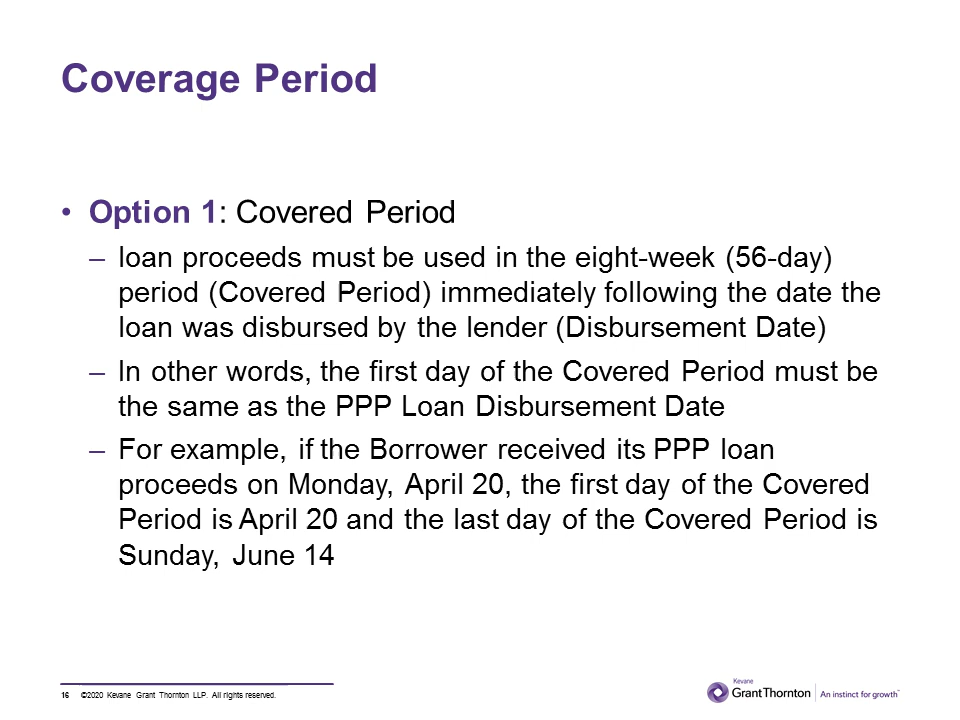 Coverage Period
• Option 1: Covered Period
– loan proceeds must be used in the eight-week (56-day)
period (Covered Period) immediately following the date the
loan was disbursed by the lender (Disbursement Date)
– In other words, the first day of the Covered Period must be
the same as the PPP Loan Disbursement Date
– For example, if the Borrower received its PPP loan
proceeds on Monday, April 20, the first day of the Covered
Period is April 20 and the last day of the Covered Period is
Sunday, June 14
16 ©2020 Kevane Grant Thornton LLP. All rights reserved.
Kevane
Grant Thornton | An instinct for growth™